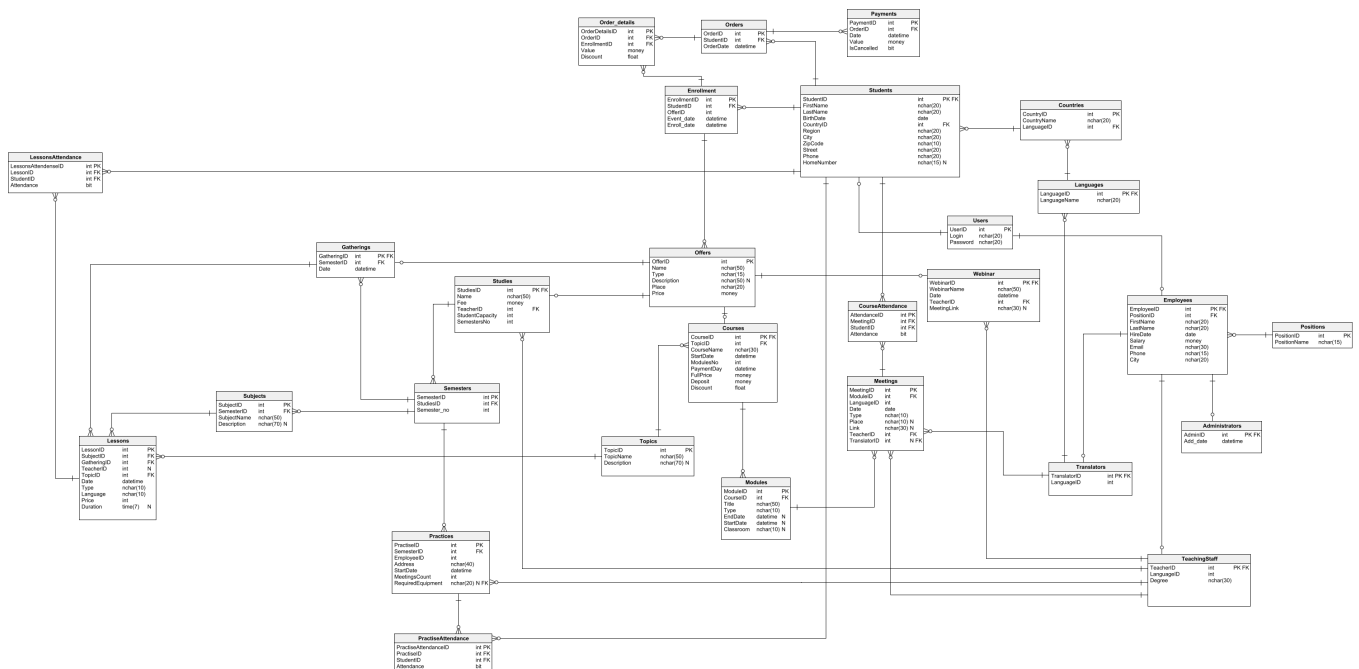 Order_details
OrderDetailsID int PK
OrderID int FK
EnrollmentID int FK
Value money
Discount float
Orders
OrderID int PK
StudentID int FK
OrderDate datetime
Payments
PaymentID int PK
OrderID int FK
Date datetime
Value money
IsCancelled bit
Enrollment
EnrollmentID int PK
StudentID int FK
OfferID int
Event_date datetime
Enroll_date datetime
Students
StudentID int PK FK
FirstName nchar(20)
LastName nchar(20)
BirthDate date
CountryID int FK
Region nchar(20)
City nchar(20)
ZipCode nchar(10)
Street nchar(20)
Phone nchar(20)
HomeNumber nchar(15) N
Countries
CountryID int PK
CountryName nchar(20)
LanguageID int FK
LessonsAttendance
LessonsAttendenseID int PK
LessonID int FK
StudentID int FK
Attendance bit
Languages
LanguageID int PK FK
LanguageName nchar(20)
Users
UserID int PK
Login nchar(20)
Password nchar(20)
Gatherings
GatheringID int PK FK
SemesterID int FK
Date datetime
Offers
OfferID int PK
Name nchar(50)
Type nchar(15)
Description nchar(50) N
Place nchar(20)
Price money
Studies
StudiesID int PK FK
Name nchar(50)
Fee money
TeacherID int FK
StudentCapacity int
SemestersNo int
Webinar
WebinarID int PK FK
WebinarName nchar(50)
Date datetime
TeacherID int FK
MeetingLink nchar(30) N
CourseAttendance
AttendanceID int PK
MeetingID int FK
StudentID int FK
Attendance bit
Employees
EmployeeID int PK FK
PositionID int FK
FirstName nchar(20)
LastName nchar(20)
HireDate date
Salary money
Email nchar(30)
Phone nchar(15)
City nchar(20)
Positions
PositionID int PK
PositionName nchar(15)
Courses
CourseID int PK FK
TopicID int FK
CourseName nchar(30)
StartDate datetime
ModulesNo int
PaymentDay datetime
FullPrice money
Deposit money
Discount float
Subjects
SubjectID int PK
SemesterID int FK
SubjectName nchar(50)
Description nchar(70) N
Semesters
SemesterID int PK
StudiesID int FK
Semester_no int
Meetings
MeetingID int PK
ModuleID int FK
LanguageID int
Date date
Type nchar(10)
Place nchar(10) N
Link nchar(30) N
TeacherID int FK
TranslatorID int N FK
Administrators
AdminID int PK FK
Add_date datetime
Lessons
LessonID int PK
SubjectID int FK
GatheringID int FK
TeacherID int N
TopicID int FK
Date datetime
Type nchar(10)
Language nchar(10)
Price int
Duration time(7) N
Topics
TopicID int PK
TopicName nchar(50)
Description nchar(70) N
Translators
TranslatorID int PK FK
LanguageID int
Modules
ModuleID int PK
CourseID int FK
Title nchar(50)
Type nchar(10)
EndDate datetime N
StartDate datetime N
Classroom nchar(10) N
Practices
PractiseID int PK
SemesterID int FK
EmployeeID int
Address nchar(40)
StartDate datetime
MeetingsCount int
RequiredEquipment nchar(20) N FK
TeachingStaff
TeacherID int PK FK
LanguageID int
Degree nchar(30)
PractiseAttendance
PractiseAttendanceID int PK
PractiseID int FK
StudentID int FK
Attendance bit